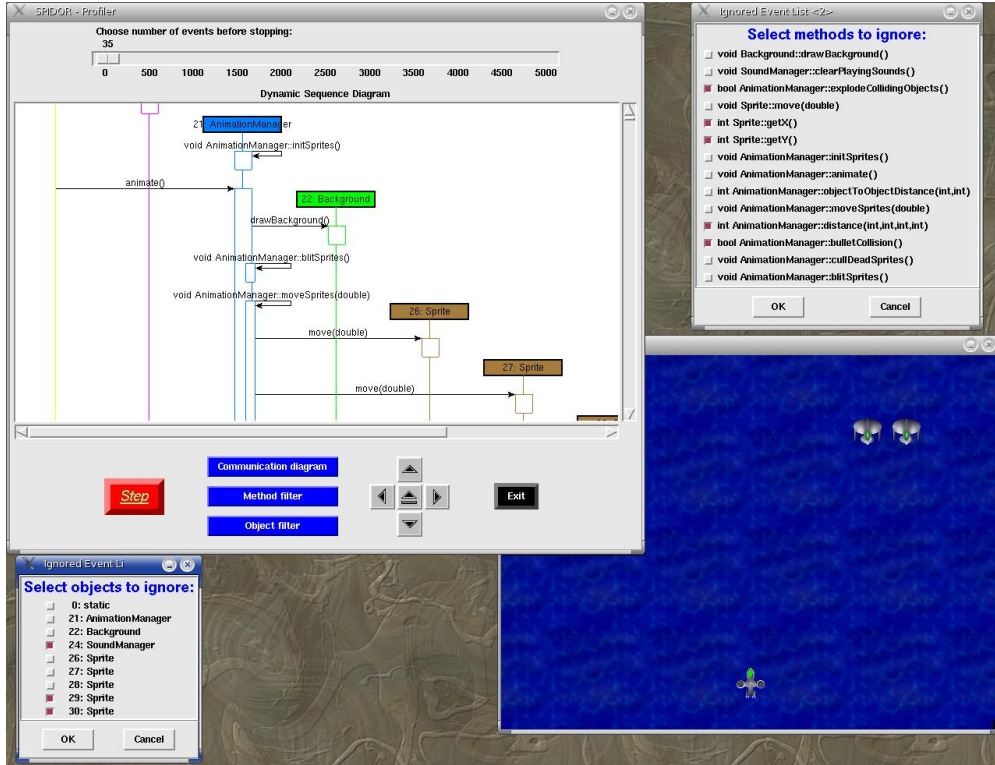 SPIDOR - Profiler
Choose number of events before stopping:
35
0 500 1000 1500 2000 2500 3000 3500 4000 4500 5000
Dynamic Sequence Diagram
21: AnimationManager
void AnimationManager::initSprites()
animate()
22: Background
drawBackground()
void AnimationManager::blitSprites()
void AnimationManager::moveSprites(double)
26: Sprite
move(double)
27: Sprite
move(double)
Communication diagram
Step
Method filter
Exit
Object filter
Ignored Event List <2>
Select methods to ignore:
void Background::drawBackground()
void SoundManager::clearPlayingSounds()
bool AnimationManager::explodeCollidingObjects()
void Sprite::move(double)
int Sprite::getX()
int Sprite::getY()
void AnimationManager::initSprites()
void AnimationManager::animate()
int AnimationManager::objectToObjectDistance(int,int)
void AnimationManager::moveSprites(double)
int AnimationManager::distance(int,int,int,int)
bool AnimationManager::bulletCollision()
void AnimationManager::cullDeadSprites()
void AnimationManager::blitSprites()
OK Cancel
Ignored Event Li
Select objects to ignore:
0: static
21: AnimationManager
22: Background
24: SoundManager
26: Sprite
27: Sprite
28: Sprite
29: Sprite
30: Sprite
OK Cancel